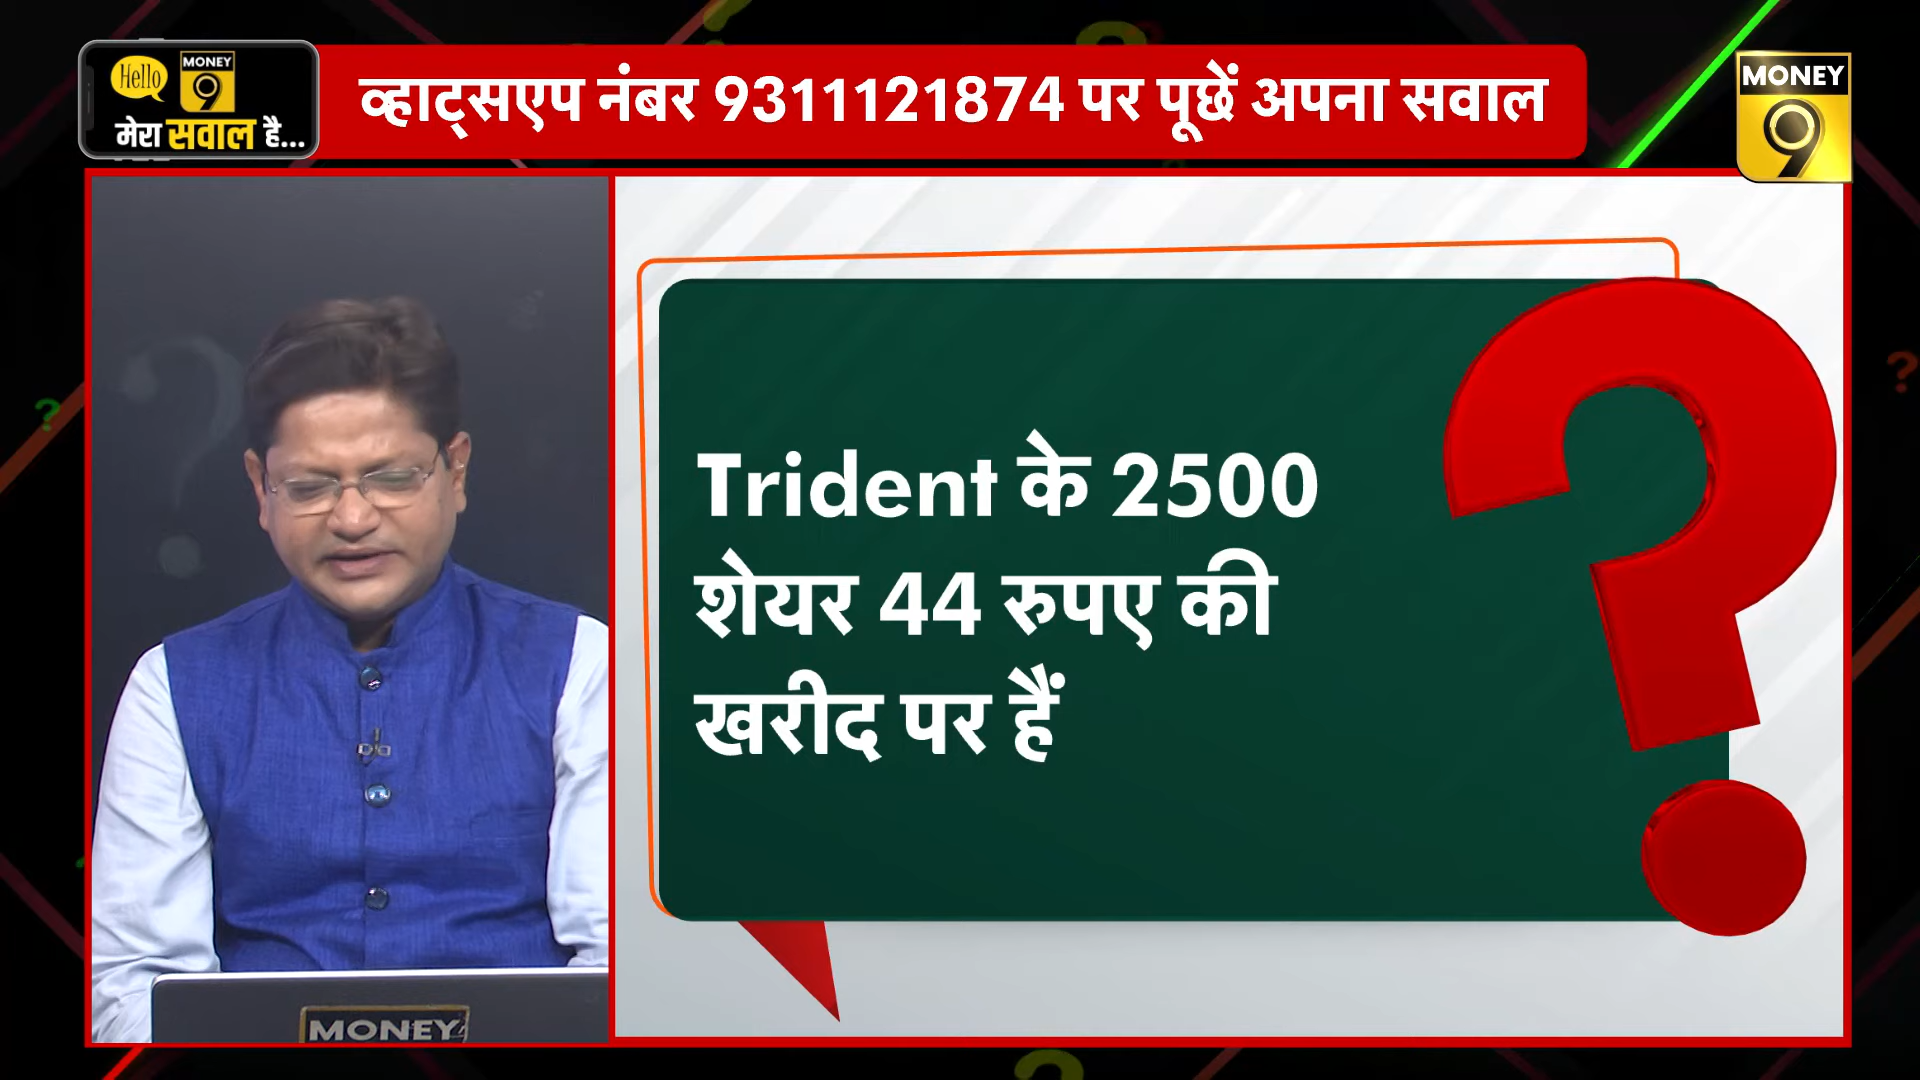 Hello
MONEY
9
मेरा सवाल है...
व्हाट्सएप नंबर 9311121874 पर पूछें अपना सवाल
MONEY
9
Trident के 2500
शेयर 44 रुपए की
खरीद पर हैं
MONEY